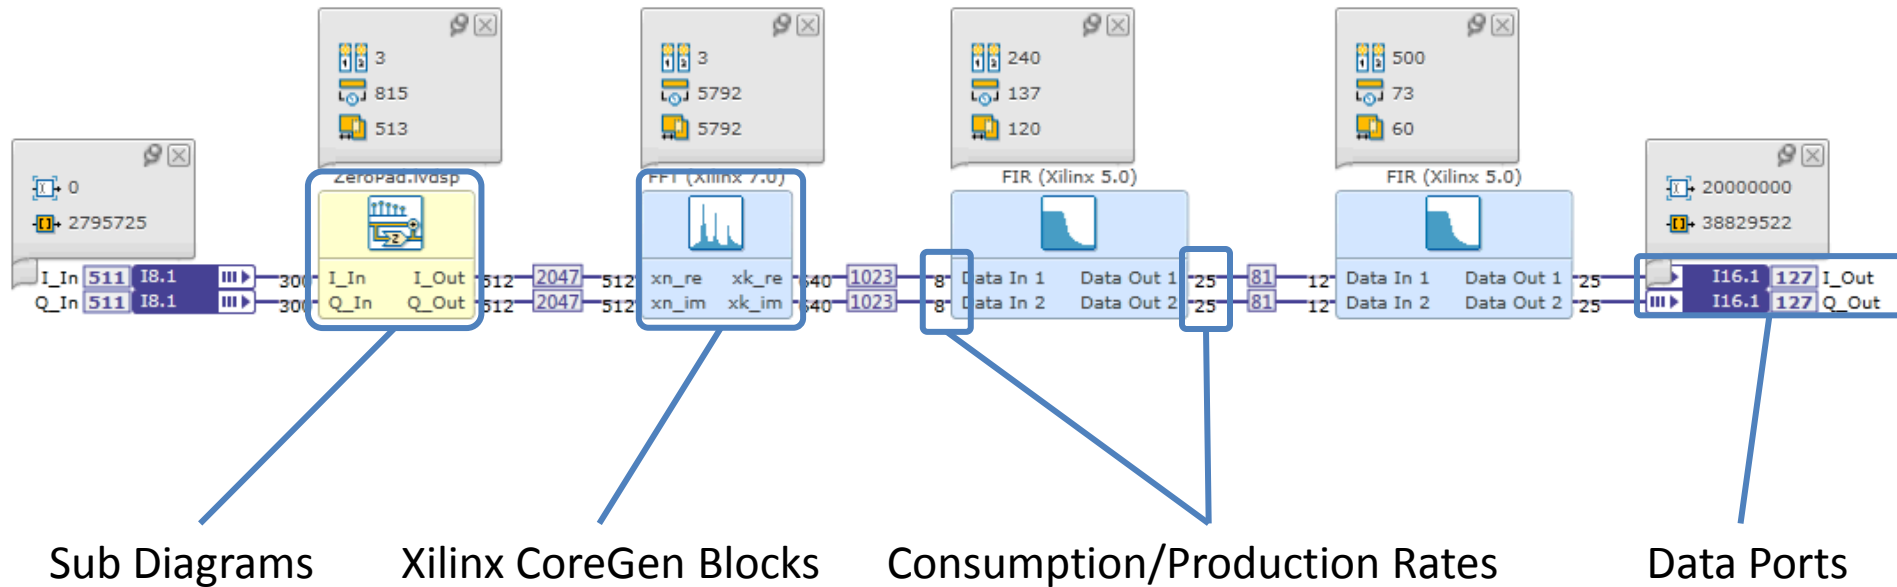 3
815
513
3
5792
5792
240
137
120
500
73
60
0
2795725
20000000
38829522
ZeroPad.lvdsp
FFT (Xilinx 7.0)
FIR (Xilinx 5.0)
FIR (Xilinx 5.0)
I_In 511 I8.1 300 I_In I_Out 512 2047 512 xn_re xk_re 640 1023 8 Data In 1 Data Out 1 25 81 12 Data In 1 Data Out 1 25 I16.1 127 I_Out
Q_In 511 I8.1 300 Q_In Q_Out 512 2047 512 xn_im xk_im 640 1023 8 Data In 2 Data Out 2 25 81 12 Data In 2 Data Out 2 25 I16.1 127 Q_Out
Sub Diagrams
Xilinx CoreGen Blocks
Consumption/Production Rates
Data Ports